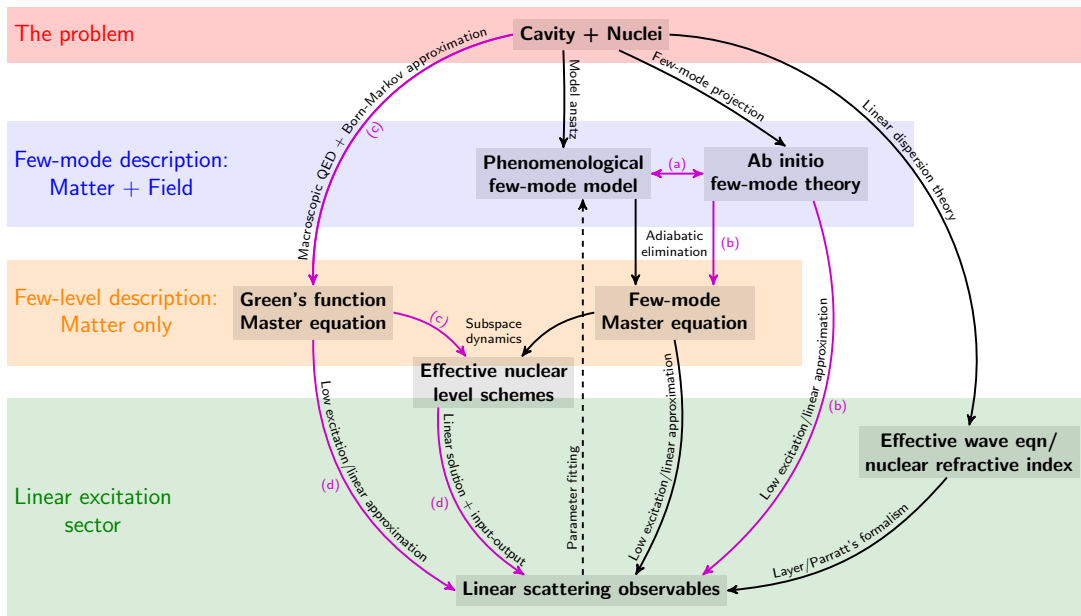 The problem
Cavity + Nuclei
Macroscopic QED + Born-Markov approximation
(c)
Model ansatz
Few-mode projection
Linear dispersion theory
Few-mode description:
Matter + Field
Phenomenological
few-mode model
(a)
Ab initio
few-mode theory
Adiabatic
elimination
(b)
Few-level description:
Matter only
Green's function
Master equation
(c)
Subspace
dynamics
Few-mode
Master equation
Effective nuclear
level schemes
Low excitation/linear approximation
(d)
Linear solution + input-output
(d)
Parameter fitting
Low excitation/linear approximation
Low excitation/linear approximation
(b)
Effective wave eqn/
nuclear refractive index
Linear excitation
sector
Layer/Parratt's formalism
Linear scattering observables